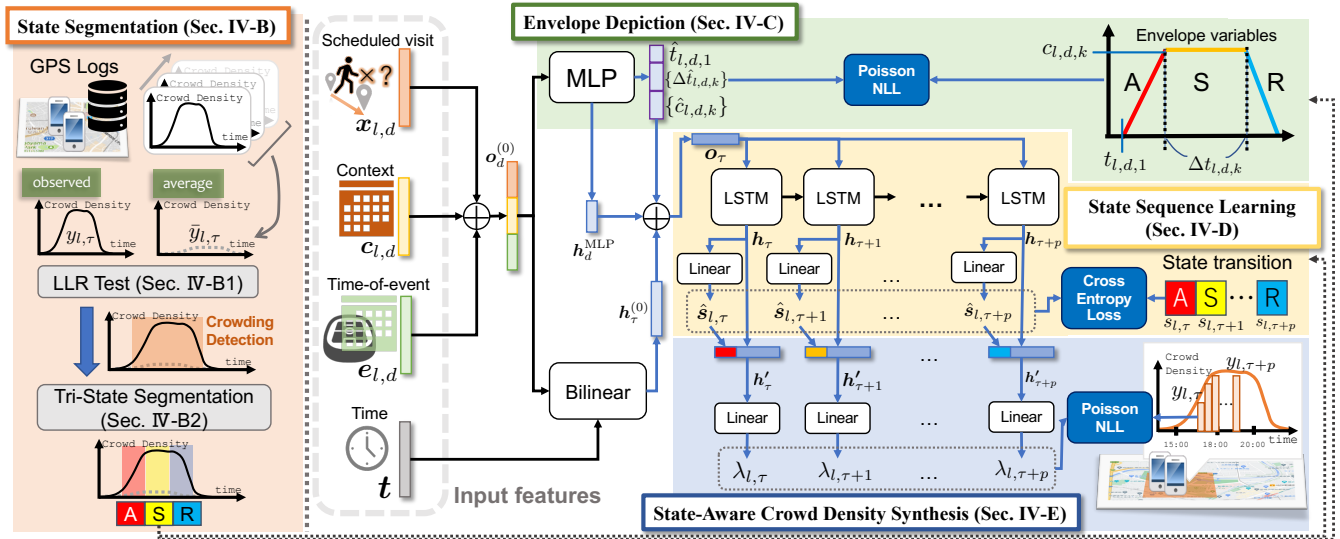 State Segmentation (Sec. IV-B)
GPS Logs
Crowd Density
time
observed
average
Crowd Density
y_{l,τ}
time
Crowd Density
ỹ_{l,τ}
time
LLR Test (Sec. IV-B1)
Crowd Density
Crowding
Detection
time
Tri-State Segmentation
(Sec. IV-B2)
Crowd Density
time
A S R
Scheduled visit
× ?
x_{l,d}
Context
c_{l,d}
Time-of-event
e_{l,d}
Time
t
Input features
o_d^{(0)}
Envelope Depiction (Sec. IV-C)
MLP
t̂_{l,d,1}
{Δt̂_{l,d,k}}
{ĉ_{l,d,k}}
Poisson
NLL
Envelope variables
c_{l,d,k}
A S R
t_{l,d,1}
Δt_{l,d,k}
h_d^{MLP}
h_τ^{(0)}
Bilinear
o_τ
LSTM LSTM ... LSTM
State Sequence Learning
(Sec. IV-D)
h_τ h_{τ+1} h_{τ+p}
Linear Linear ... Linear
ŝ_{l,τ} ŝ_{l,τ+1} ... ŝ_{l,τ+p}
Cross
Entropy
Loss
State transition
A S ... R
s_{l,τ} s_{l,τ+1} s_{l,τ+p}
...
h'_τ h'_{τ+1} h'_{τ+p}
Linear Linear ... Linear
λ_{l,τ} λ_{l,τ+1} ... λ_{l,τ+p}
Poisson
NLL
Crowd
Density
y_{l,τ+p}
y_{l,τ}
...
15:00 18:00 20:00 time
State-Aware Crowd Density Synthesis (Sec. IV-E)